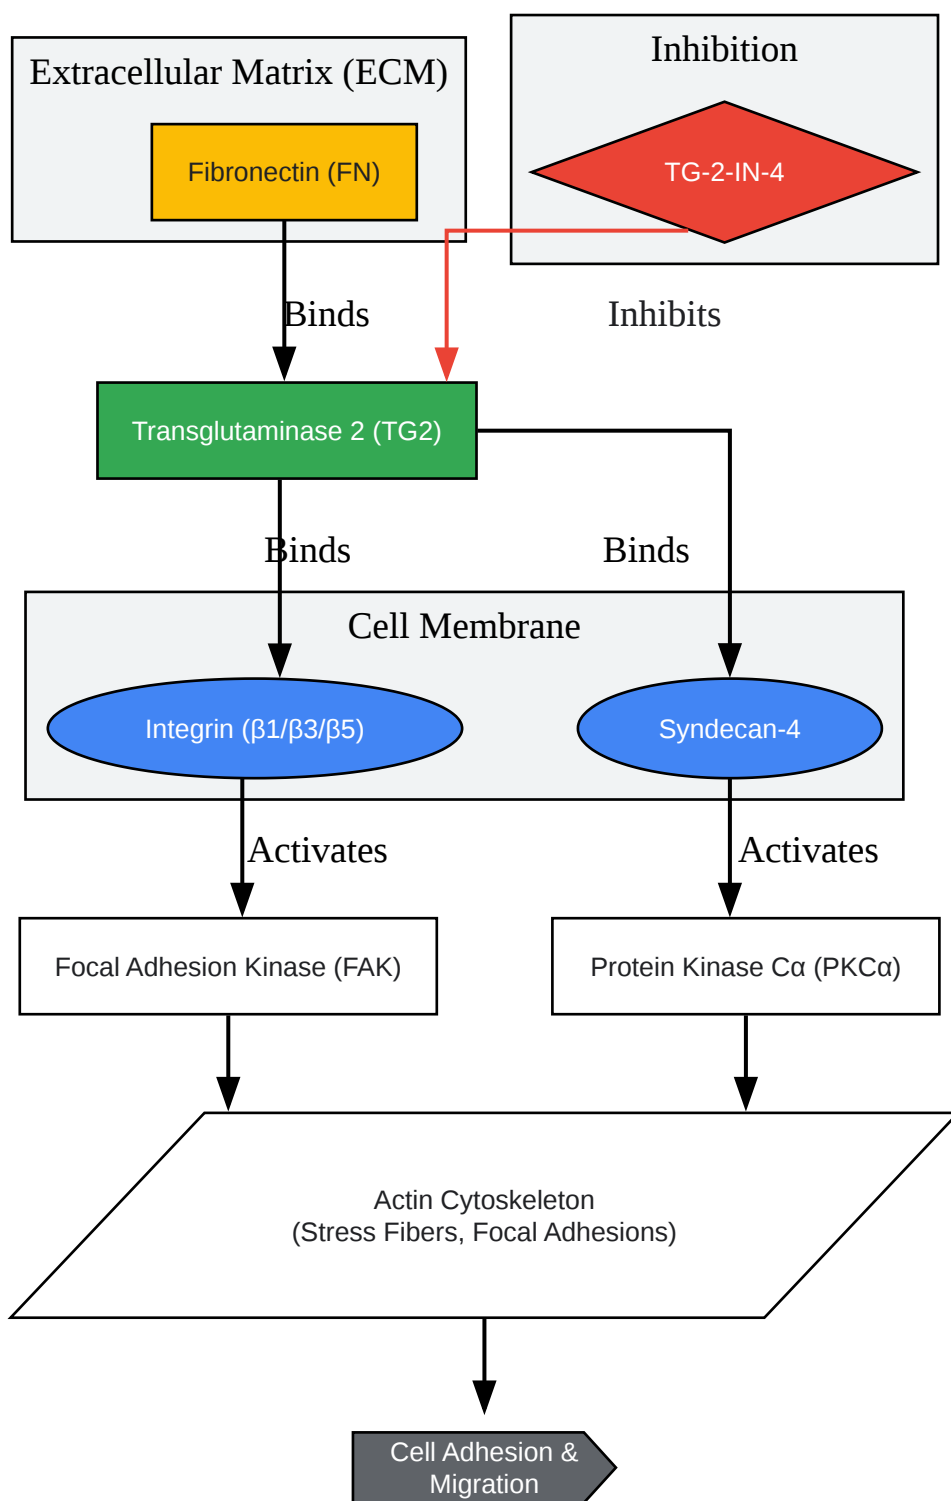 Extracellular Matrix (ECM)
Inhibition
Fibronectin (FN)
TG-2-IN-4
Binds
Inhibits
Transglutaminase 2 (TG2)
Binds
Binds
Cell Membrane
Integrin (β1/β3/β5)
Syndecan-4
Activates
Activates
Focal Adhesion Kinase (FAK)
Protein Kinase Cα (PKCα)
Actin Cytoskeleton
(Stress Fibers, Focal Adhesions)
Cell Adhesion &
Migration